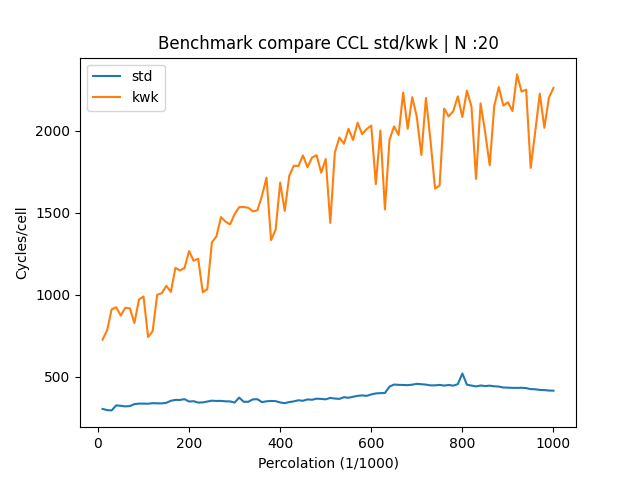 Benchmark compare CCL std/kwk | N :20
std
kwk
Cycles/cell
2000
1500
1000
500
0
200
400
600
800
1000
Percolation (1/1000)